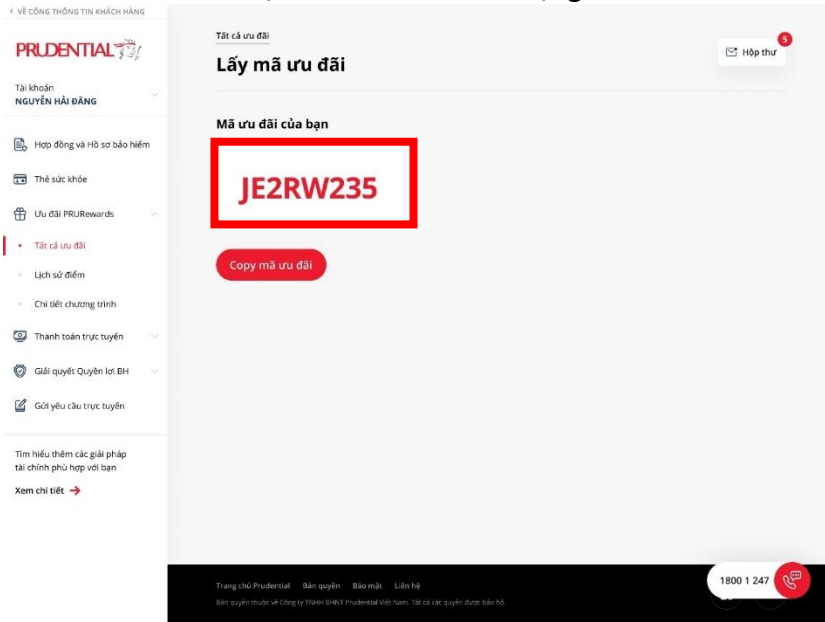 < VỀ CỔNG THÔNG TIN KHÁCH HÀNG
PRUDENTIAL
Tài khoản
NGUYỄN HẢI ĐĂNG
Hợp đồng và Hồ sơ bảo hiểm
Thẻ sức khỏe
Ưu đãi PRURewards
Tất cả ưu đãi
Lịch sử điểm
Chi tiết chương trình
Thanh toán trực tuyến
Giải quyết Quyền lợi BH
Gửi yêu cầu trực tuyến
Tìm hiểu thêm các giải pháp
tài chính phù hợp với bạn
Xem chi tiết →
Tất cả ưu đãi
Lấy mã ưu đãi
5
Hộp thư
Mã ưu đãi của bạn
JE2RW235
Copy mã ưu đãi
Trang chủ Prudential Bản quyền Bảo mật Liên hệ
Bản quyền thuộc về Công ty TNHH BHNT Prudential Việt Nam. Tất cả các quyền được bảo hộ.
1800 1 247